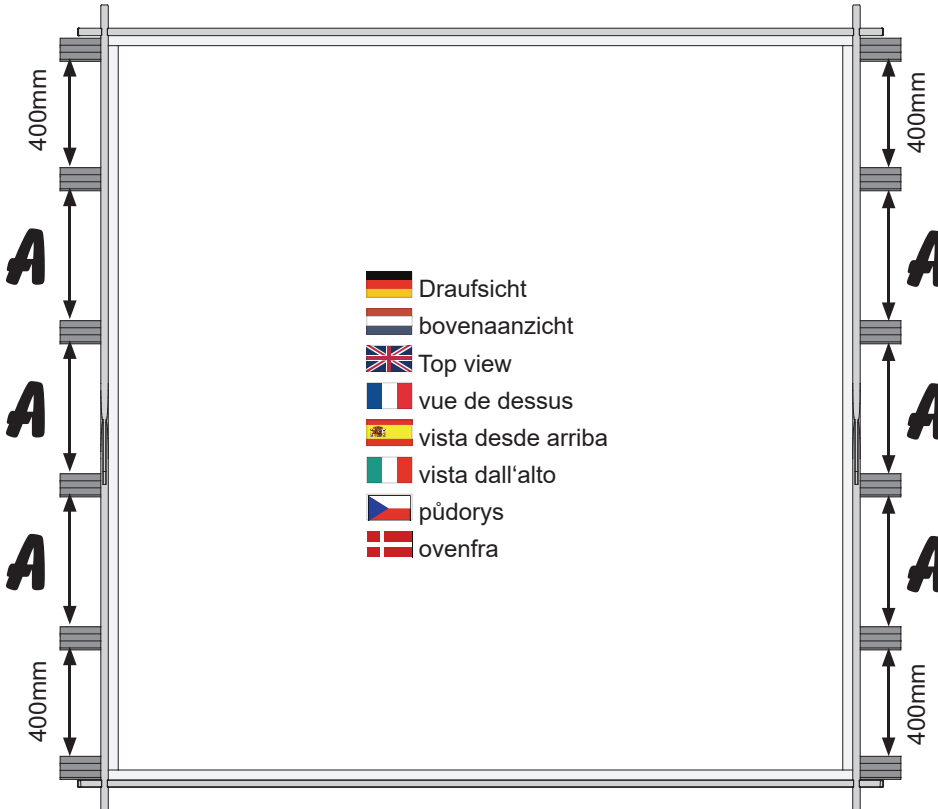 400mm
400mm
A
A
Draufsicht
bovenaanzicht
Top view
vue de dessus
vista desde arriba
vista dall‘alto
půdorys
ovenfra
A
A
A
A
400mm
400mm